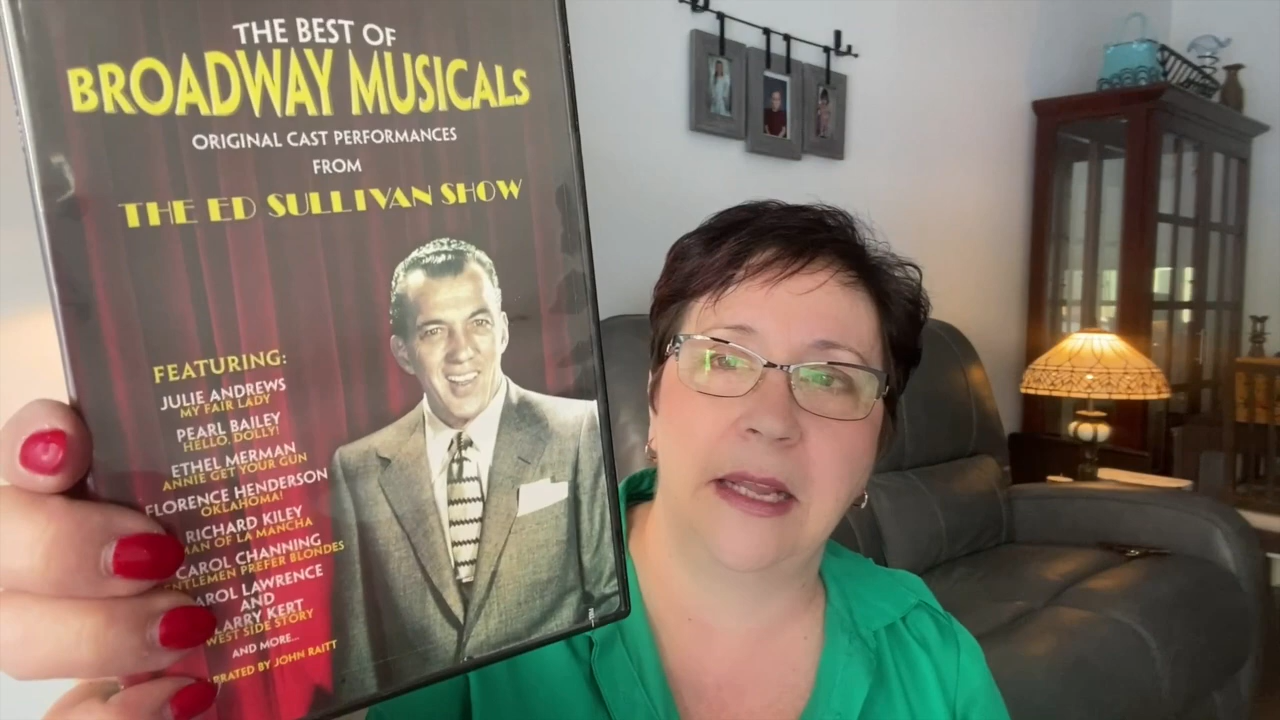 THE BEST OF
BROADWAY MUSICALS
ORIGINAL CAST PERFORMANCES
FROM
THE ED SULLIVAN SHOW
FEATURING:
JULIE ANDREWS
MY FAIR LADY
PEARL BAILEY
HELLO, DOLLY!
ETHEL MERMAN
ANNIE GET YOUR GUN
FLORENCE HENDERSON
OKLAHOMA!
RICHARD KILEY
MAN OF LA MANCHA
CAROL CHANNING
GENTLEMEN PREFER BLONDES
CAROL LAWRENCE
AND
LARRY KERT
WEST SIDE STORY
AND MORE...
NARRATED BY JOHN RAITT